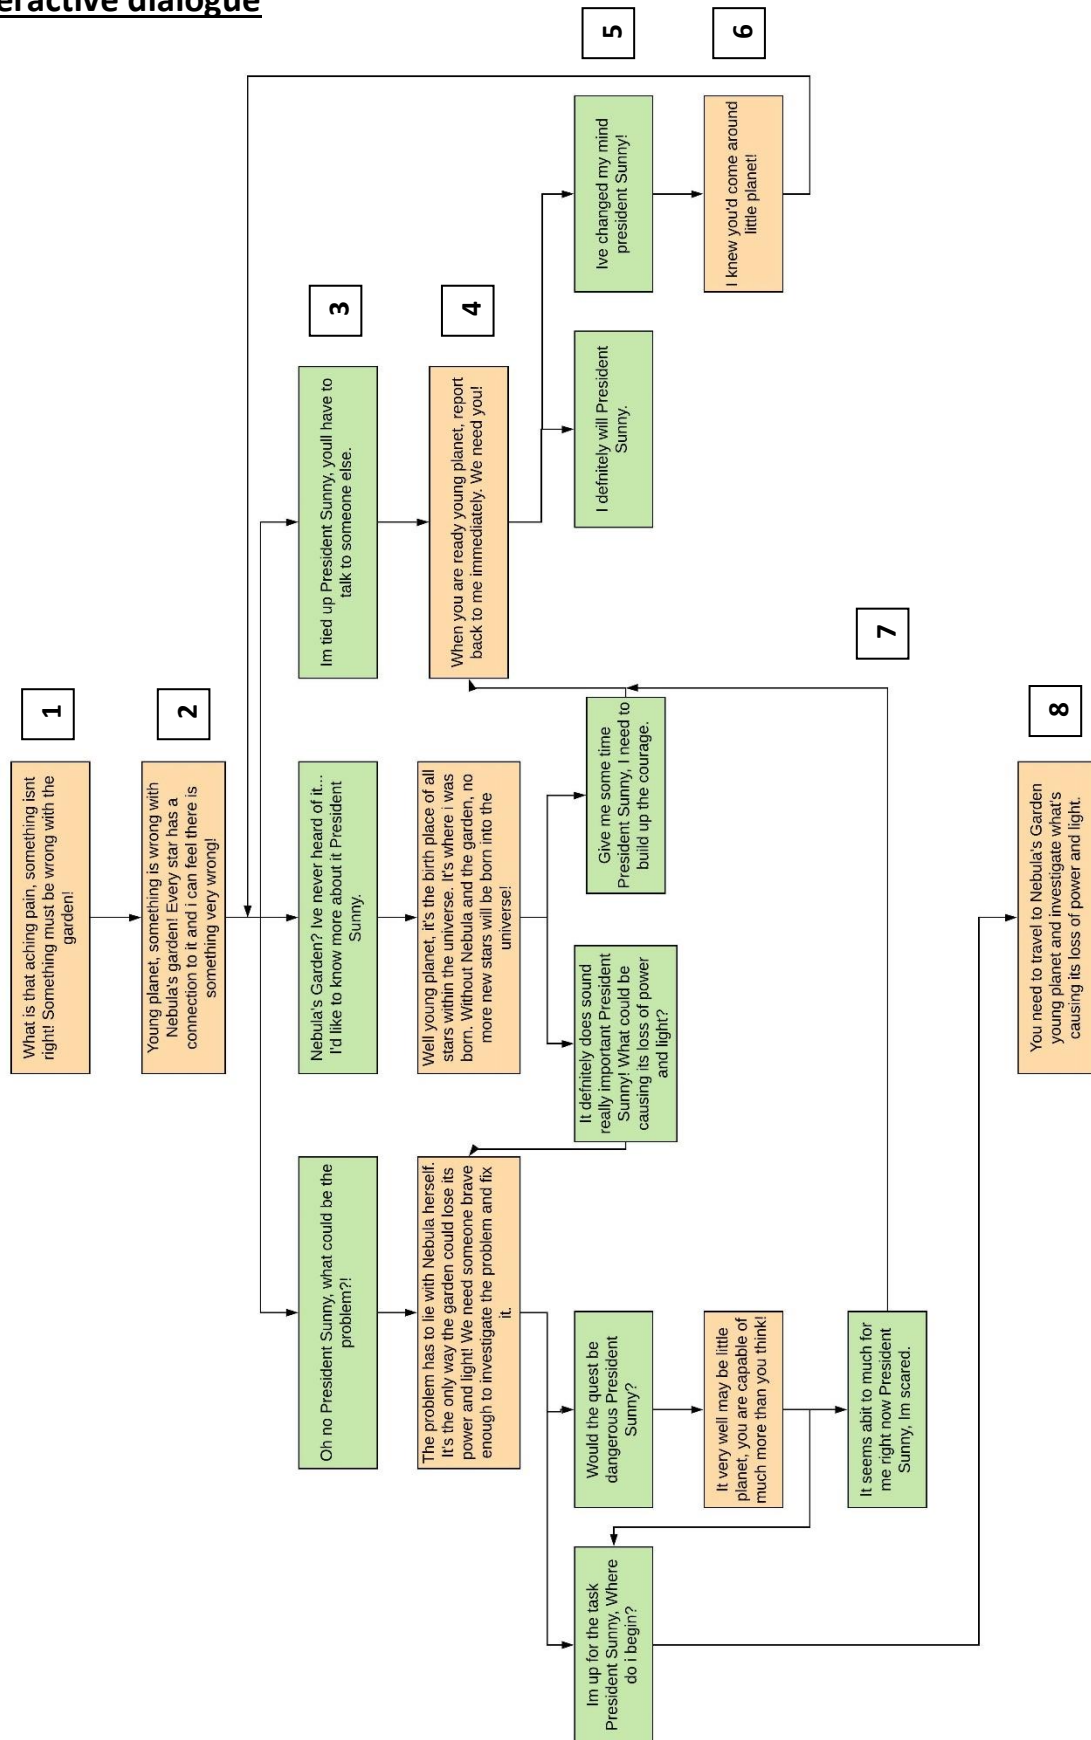 eractive dialogue
What is that aching pain, something isnt
right! Something must be wrong with the
garden!
1
Young planet, something is wrong with
Nebula's garden! Every star has a
connection to it and i can feel there is
something very wrong!
2
Oh no President Sunny, what could be the
problem?!
Nebula's Garden? Ive never heard of it...
I'd like to know more about it President
Sunny.
Im tied up President Sunny, youll have to
talk to someone else.
3
The problem has to lie with Nebula herself.
It's the only way the garden could lose its
power and light! We need someone brave
enough to investigate the problem and fix
it.
Well young planet, it's the birth place of all
stars within the universe. It's where i was
born. Without Nebula and the garden, no
more new stars will be born into the
universe!
When you are ready young planet, report
back to me immediately. We need you!
4
Im up for the task
President Sunny, Where
do i begin?
Would the quest be
dangerous President
Sunny?
It defnitely does sound
really important President
Sunny! What could be
causing its loss of power
and light?
Give me some time
President Sunny, I need to
build up the courage.
I defnitely will President
Sunny.
Ive changed my mind
president Sunny!
5
It very well may be little
planet, you are capable of
much more than you think!
I knew you'd come around
little planet!
6
It seems abit to much for
me right now President
Sunny, Im scared.
7
You need to travel to Nebula's Garden
young planet and investigate what's
causing its loss of power and light.
8